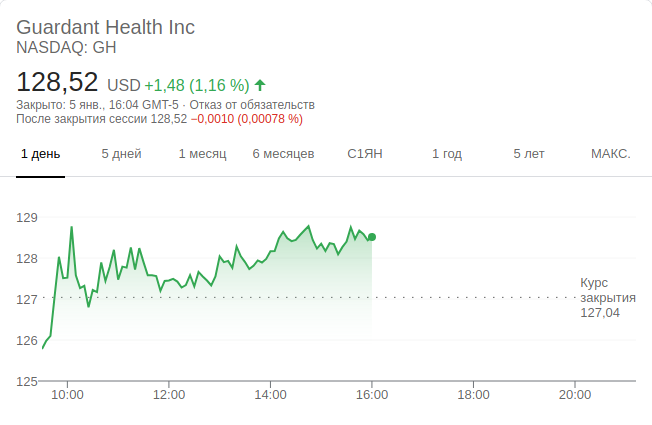 Guardant Health Inc
NASDAQ: GH
128,52 USD +1,48 (1,16 %)
Закрыто: 5 янв., 16:04 GMT-5 · Отказ от обязательств
После закрытия сессии 128,52 −0,0010 (0,00078 %)
1 день 5 дней 1 месяц 6 месяцев С1ЯН 1 год 5 лет МАКС.
129
128
127
126
125
Курс
закрытия
127,04
10:00 12:00 14:00 16:00 18:00 20:00